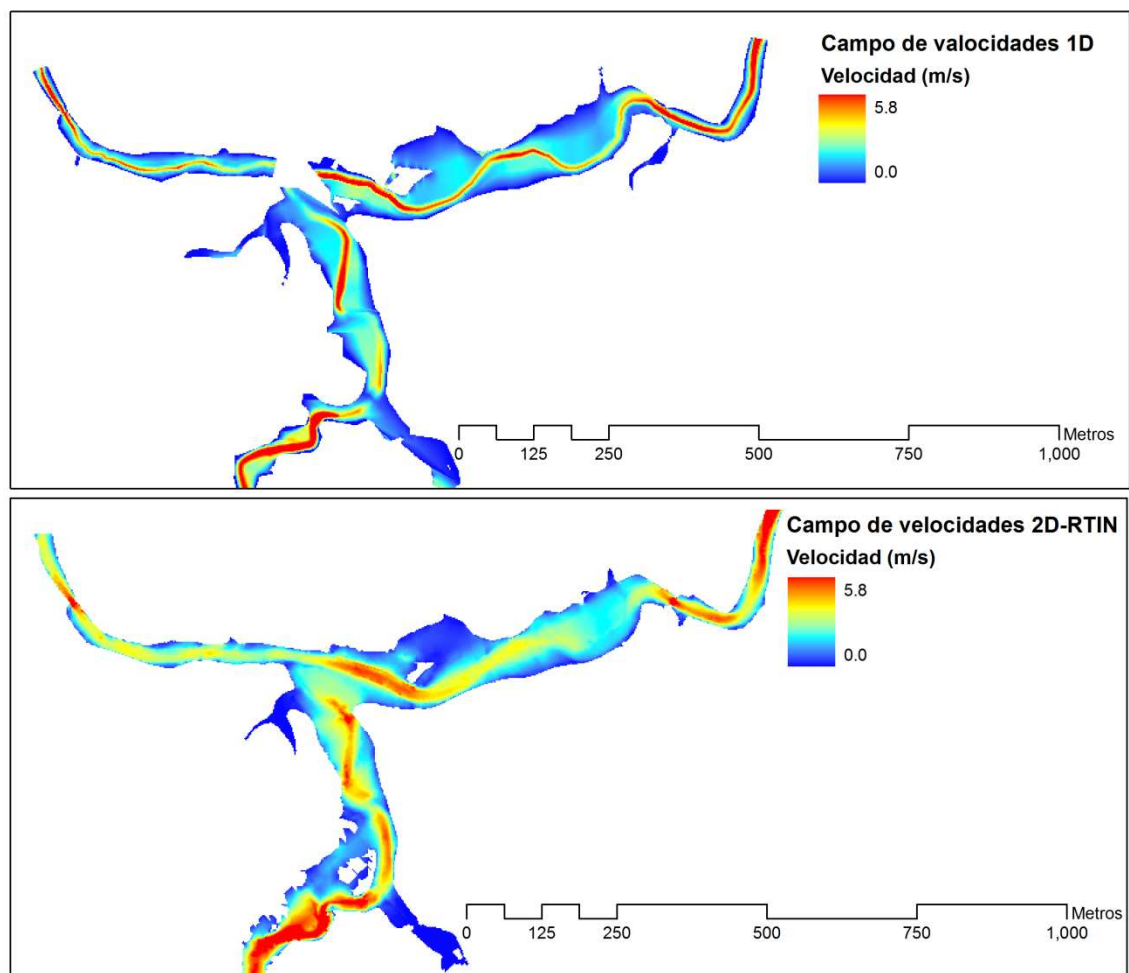 Campo de valocidades 1D
Velocidad (m/s)
5.8
0.0
Metros
0 125 250 500 750 1,000
Campo de velocidades 2D-RTIN
Velocidad (m/s)
5.8
0.0
Metros
0 125 250 500 750 1,000